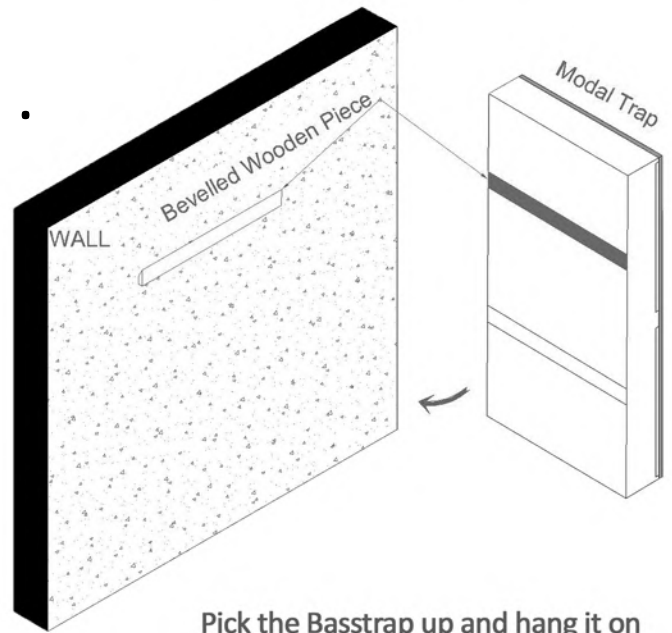 Modal Trap
Bevelled Wooden Piece
WALL
Pick the Basstrap up and hang it on